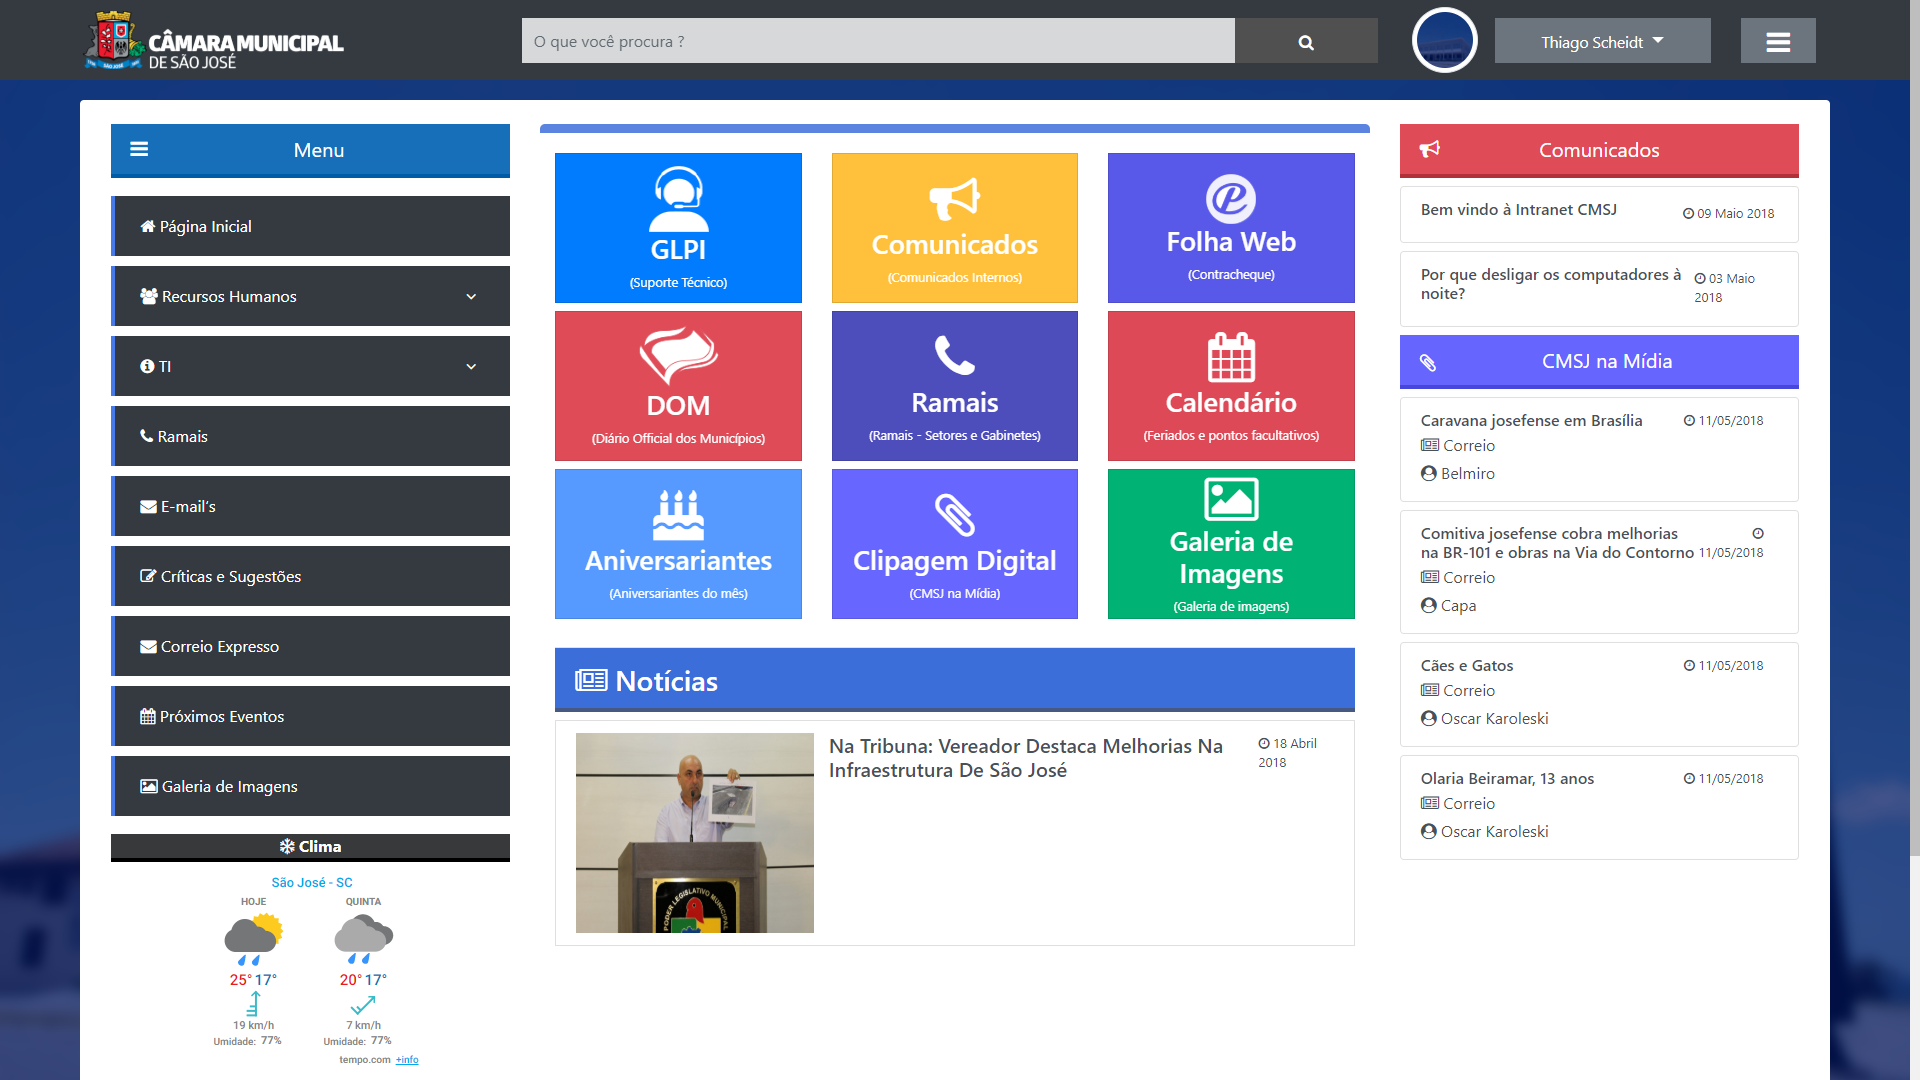 CÂMARA MUNICIPAL
DE SÃO JOSÉ
O que você procura ?
Thiago Scheidt
Menu
Página Inicial
Recursos Humanos
TI
Ramais
E-mail's
Críticas e Sugestões
Correio Expresso
Próximos Eventos
Galeria de Imagens
Clima
São José - SC
HOJE
QUINTA
25° 17°
20° 17°
19 km/h
7 km/h
Umidade: 77%
Umidade: 77%
tempo.com +info
GLPI
(Suporte Técnico)
Comunicados
(Comunicados Internos)
Folha Web
(Contracheque)
DOM
(Diário Official dos Municípios)
Ramais
(Ramais - Setores e Gabinetes)
Calendário
(Feriados e pontos facultativos)
Aniversariantes
(Aniversariantes do mês)
Clipagem Digital
(CMSJ na Mídia)
Galeria de
Imagens
(Galeria de imagens)
Notícias
Na Tribuna: Vereador Destaca Melhorias Na
Infraestrutura De São José
18 Abril
2018
PODER LEGISLATIVO MUNICIPAL
Comunicados
Bem vindo à Intranet CMSJ
09 Maio 2018
Por que desligar os computadores à
noite?
03 Maio
2018
CMSJ na Mídia
Caravana josefense em Brasília
11/05/2018
Correio
Belmiro
Comitiva josefense cobra melhorias
na BR-101 e obras na Via do Contorno
11/05/2018
Correio
Capa
Cães e Gatos
11/05/2018
Correio
Oscar Karoleski
Olaria Beiramar, 13 anos
11/05/2018
Correio
Oscar Karoleski